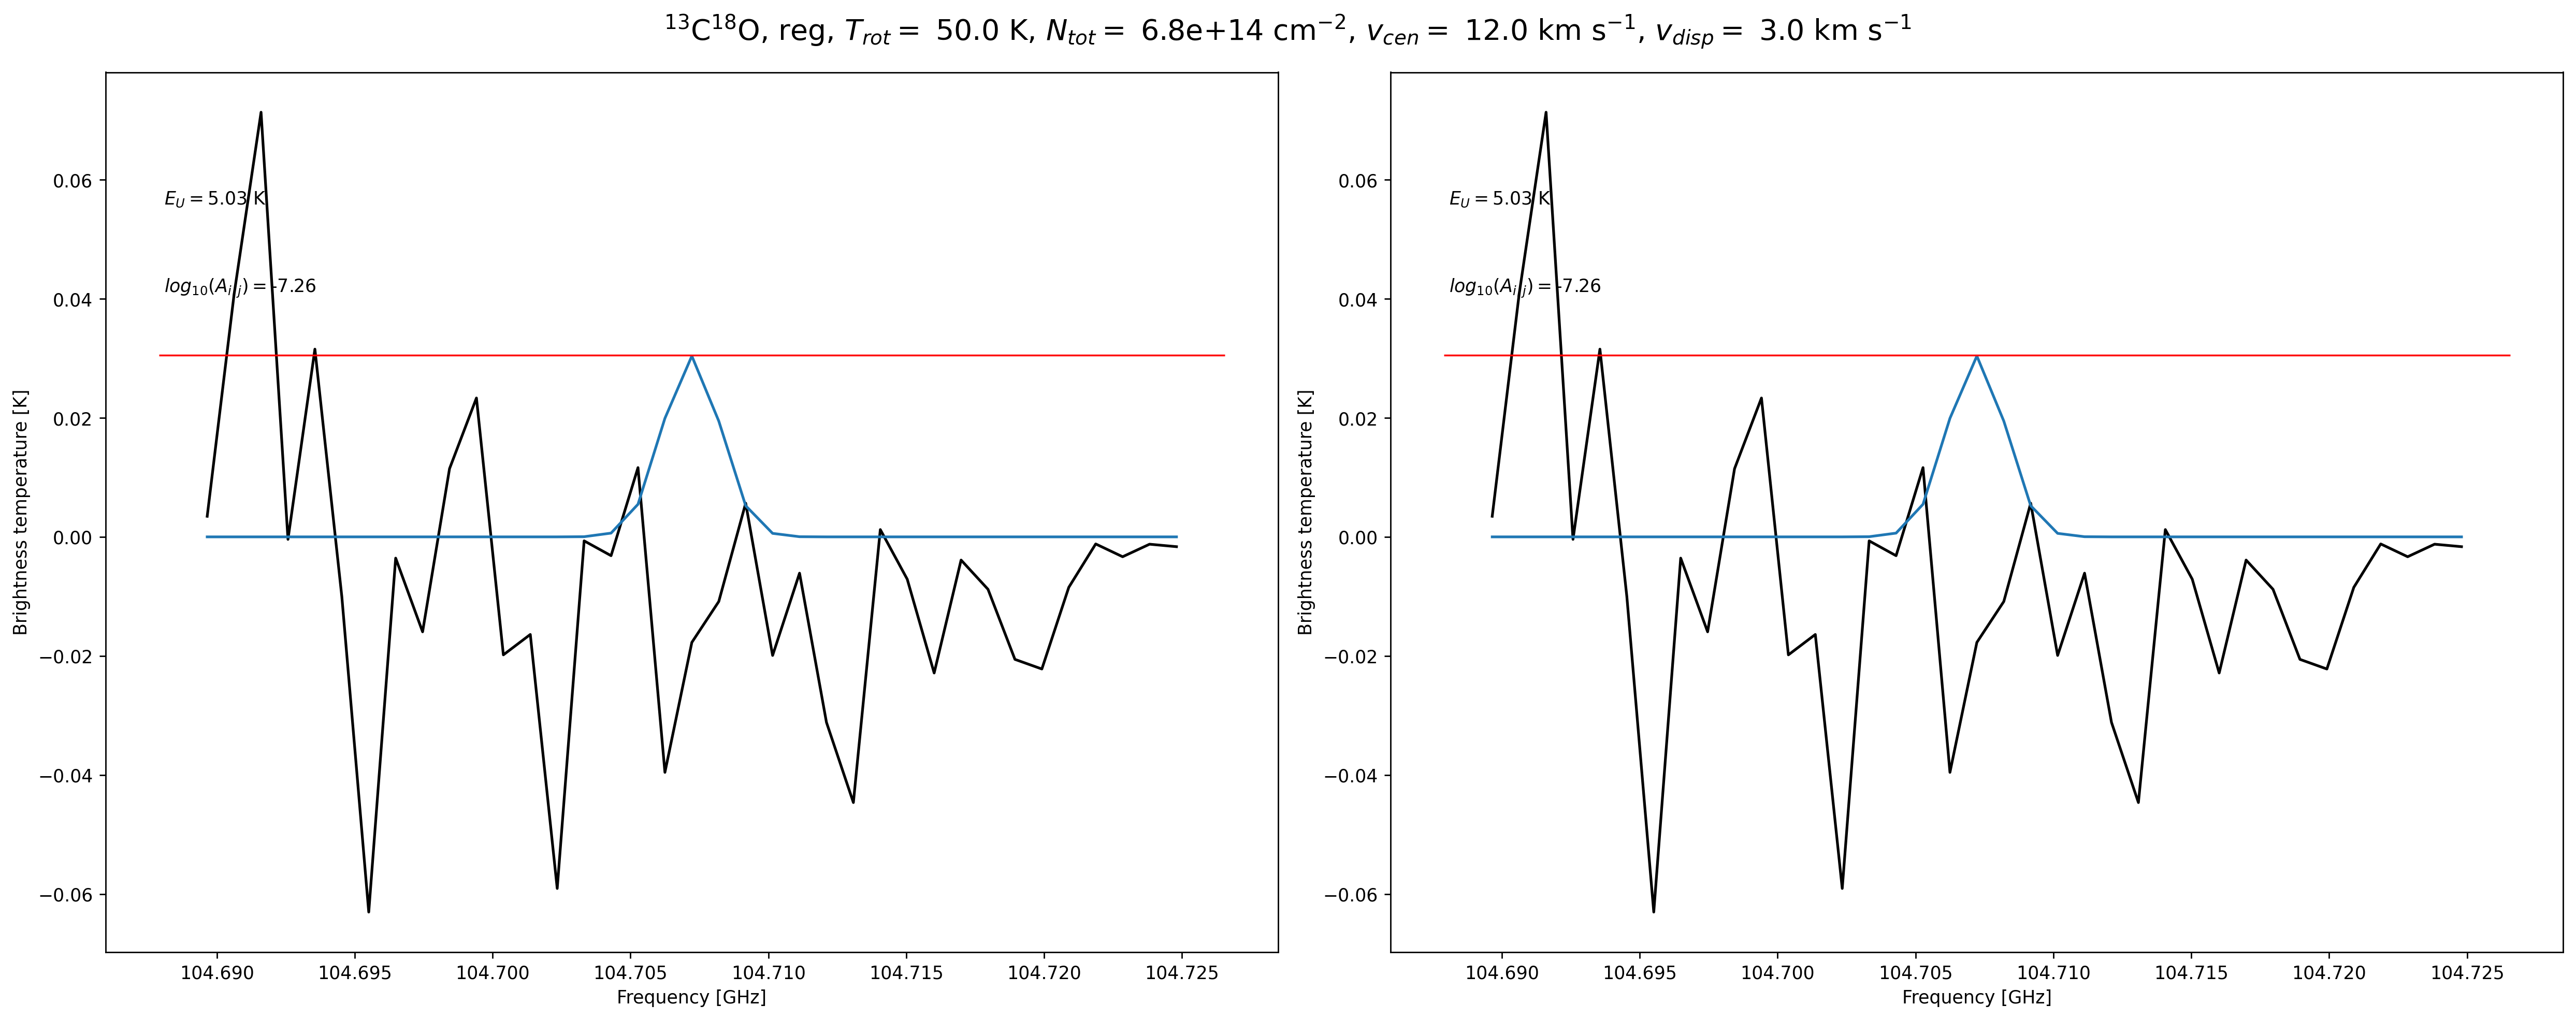 ¹³C¹⁸O, reg, T_rot = 50.0 K, N_tot = 6.8e+14 cm⁻², v_cen = 12.0 km s⁻¹, v_disp = 3.0 km s⁻¹
Brightness temperature [K]
0.06
0.04
0.02
0.00
−0.02
−0.04
−0.06
E_U = 5.03 K
log₁₀(A_ij) = -7.26
104.690 104.695 104.700 104.705 104.710 104.715 104.720 104.725
Frequency [GHz]
Brightness temperature [K]
0.06
0.04
0.02
0.00
−0.02
−0.04
−0.06
E_U = 5.03 K
log₁₀(A_ij) = -7.26
104.690 104.695 104.700 104.705 104.710 104.715 104.720 104.725
Frequency [GHz]